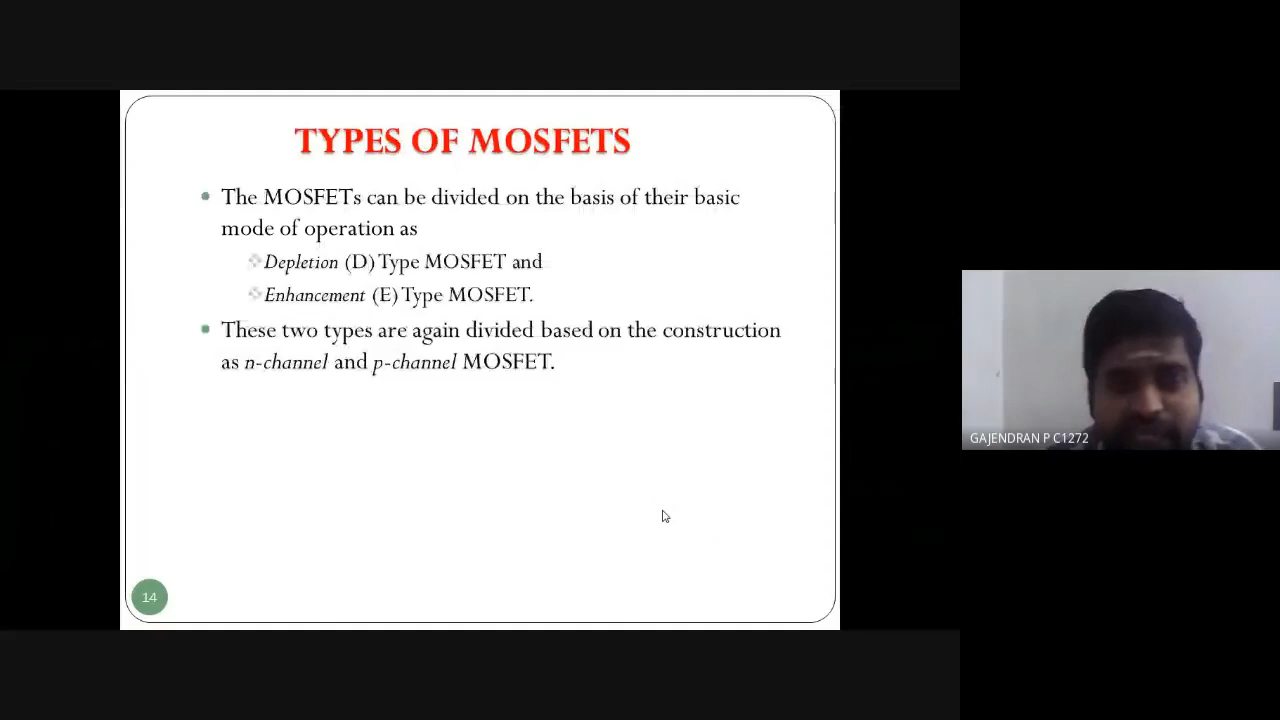 TYPES OF MOSFETS
• The MOSFETs can be divided on the basis of their basic
mode of operation as
❖Depletion (D) Type MOSFET and
❖Enhancement (E) Type MOSFET.
• These two types are again divided based on the construction
as n-channel and p-channel MOSFET.
14
GAJENDRAN P C1272